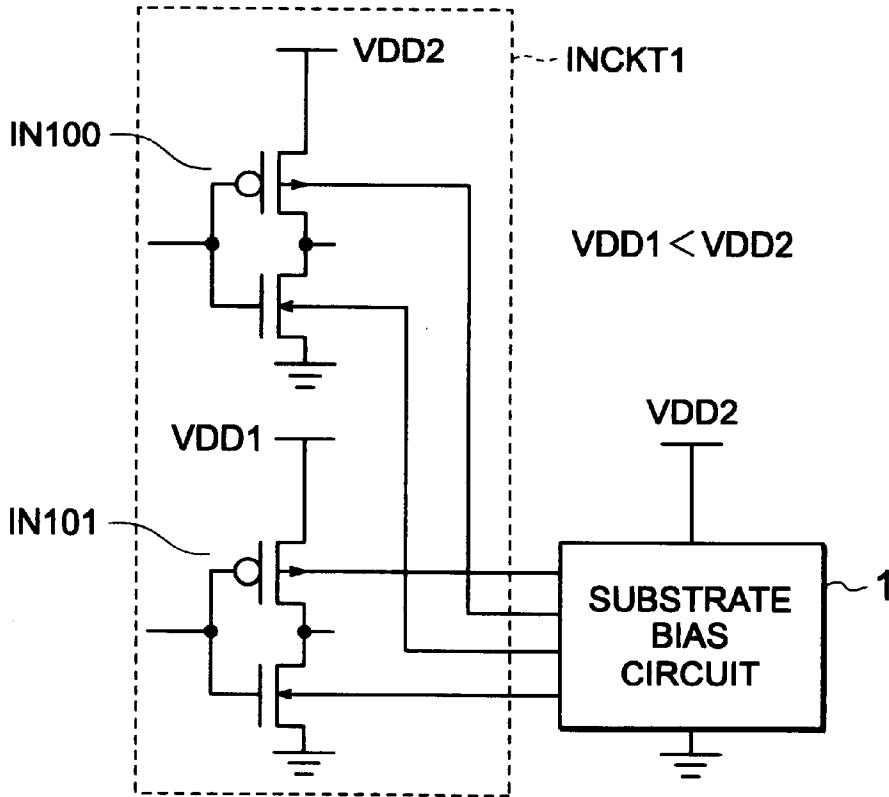 VDD2
INCKT1
IN100
VDD1<VDD2
VDD2
VDD1
IN101
1
SUBSTRATE
BIAS
CIRCUIT